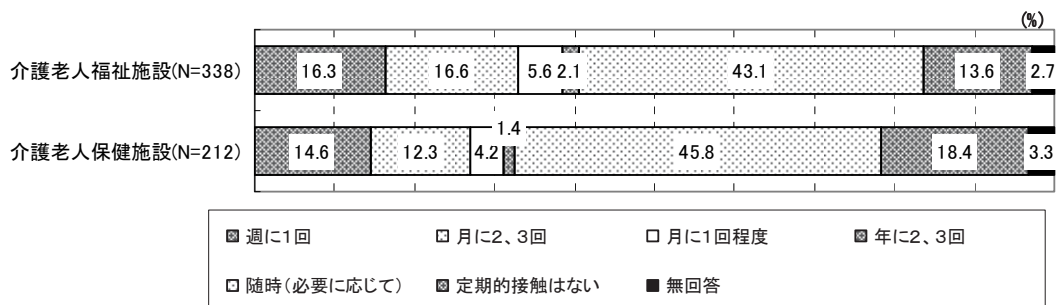 (%)
介護老人福祉施設(N=338)
16.3 16.6 5.6 2.1 43.1 13.6 2.7
1.4
介護老人保健施設(N=212)
14.6 12.3 4.2 45.8 18.4 3.3
週に1回 月に2、3回 月に1回程度 年に2、3回
随時(必要に応じて) 定期的接触はない 無回答